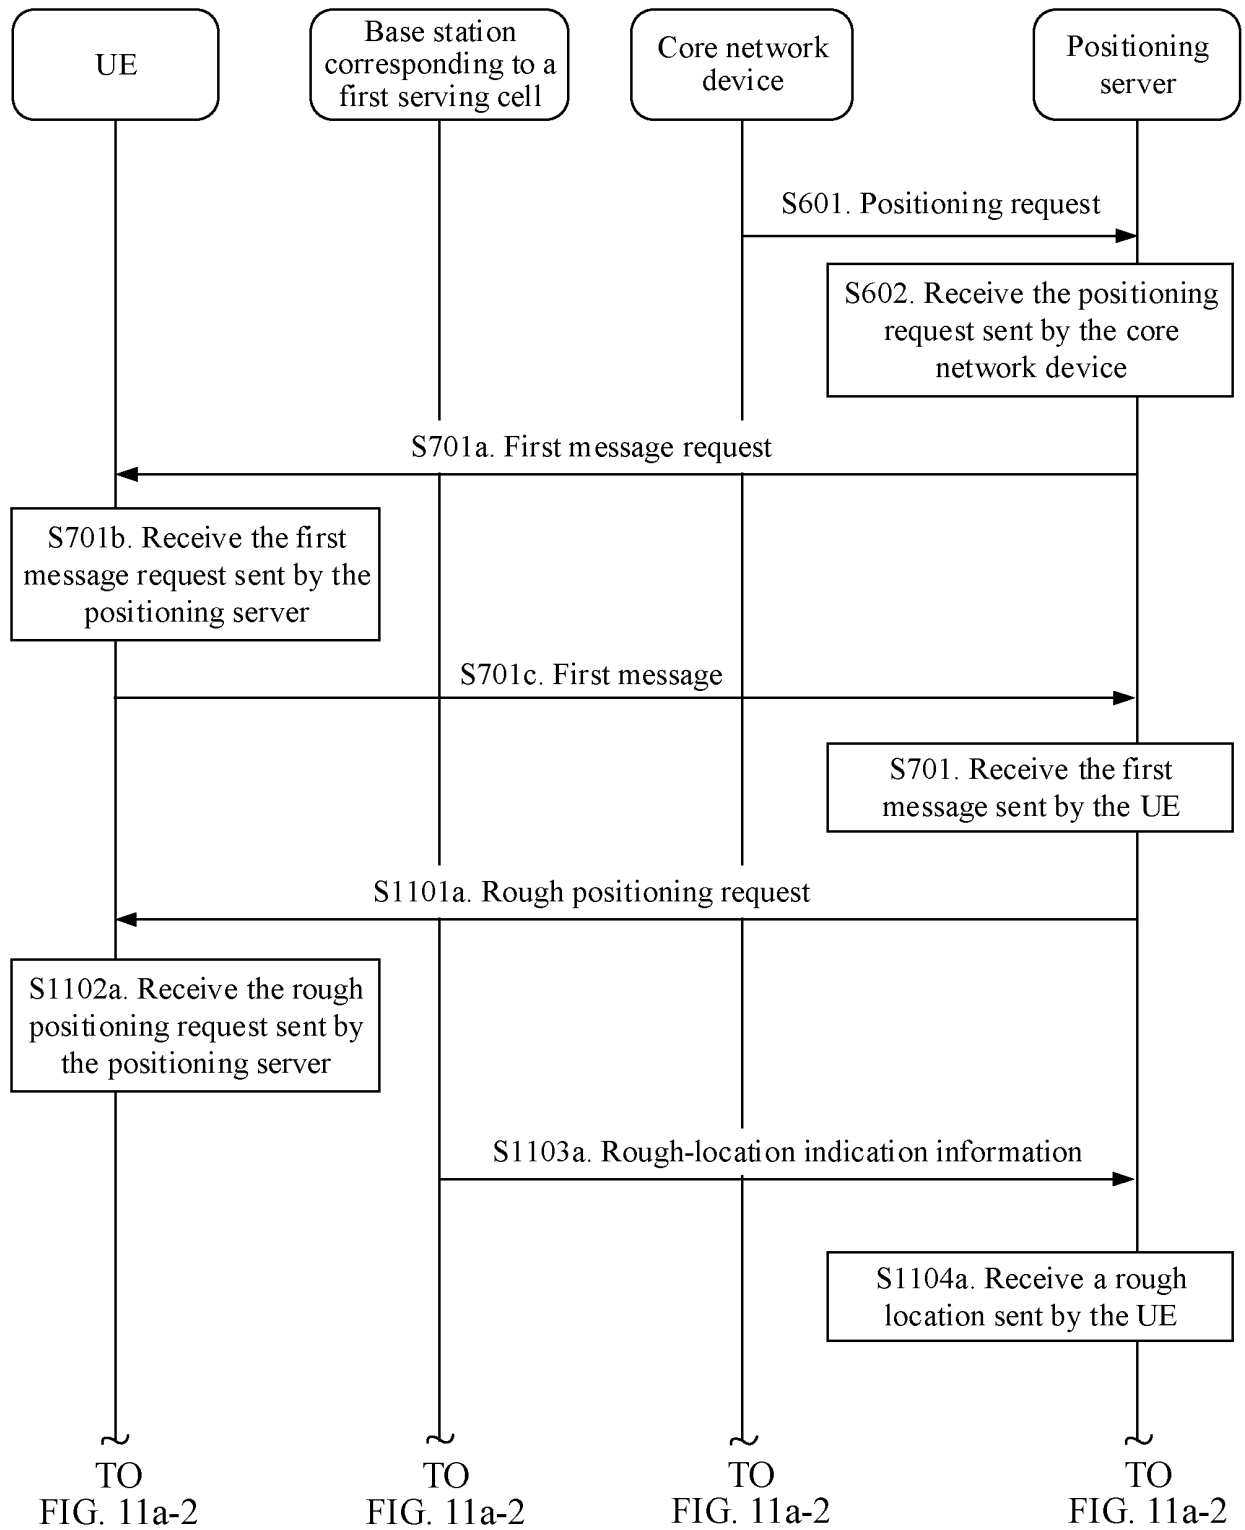 UE
Base station
corresponding to a
first serving cell
Core network
device
Positioning
server
S601. Positioning request
S602. Receive the positioning
request sent by the core
network device
S701a. First message request
S701b. Receive the first
message request sent by the
positioning server
S701c. First message
S701. Receive the first
message sent by the UE
S1101a. Rough positioning request
S1102a. Receive the rough
positioning request sent by
the positioning server
S1103a. Rough-location indication information
S1104a. Receive a rough
location sent by the UE
TO
FIG. 11a-2
TO
FIG. 11a-2
TO
FIG. 11a-2
TO
FIG. 11a-2